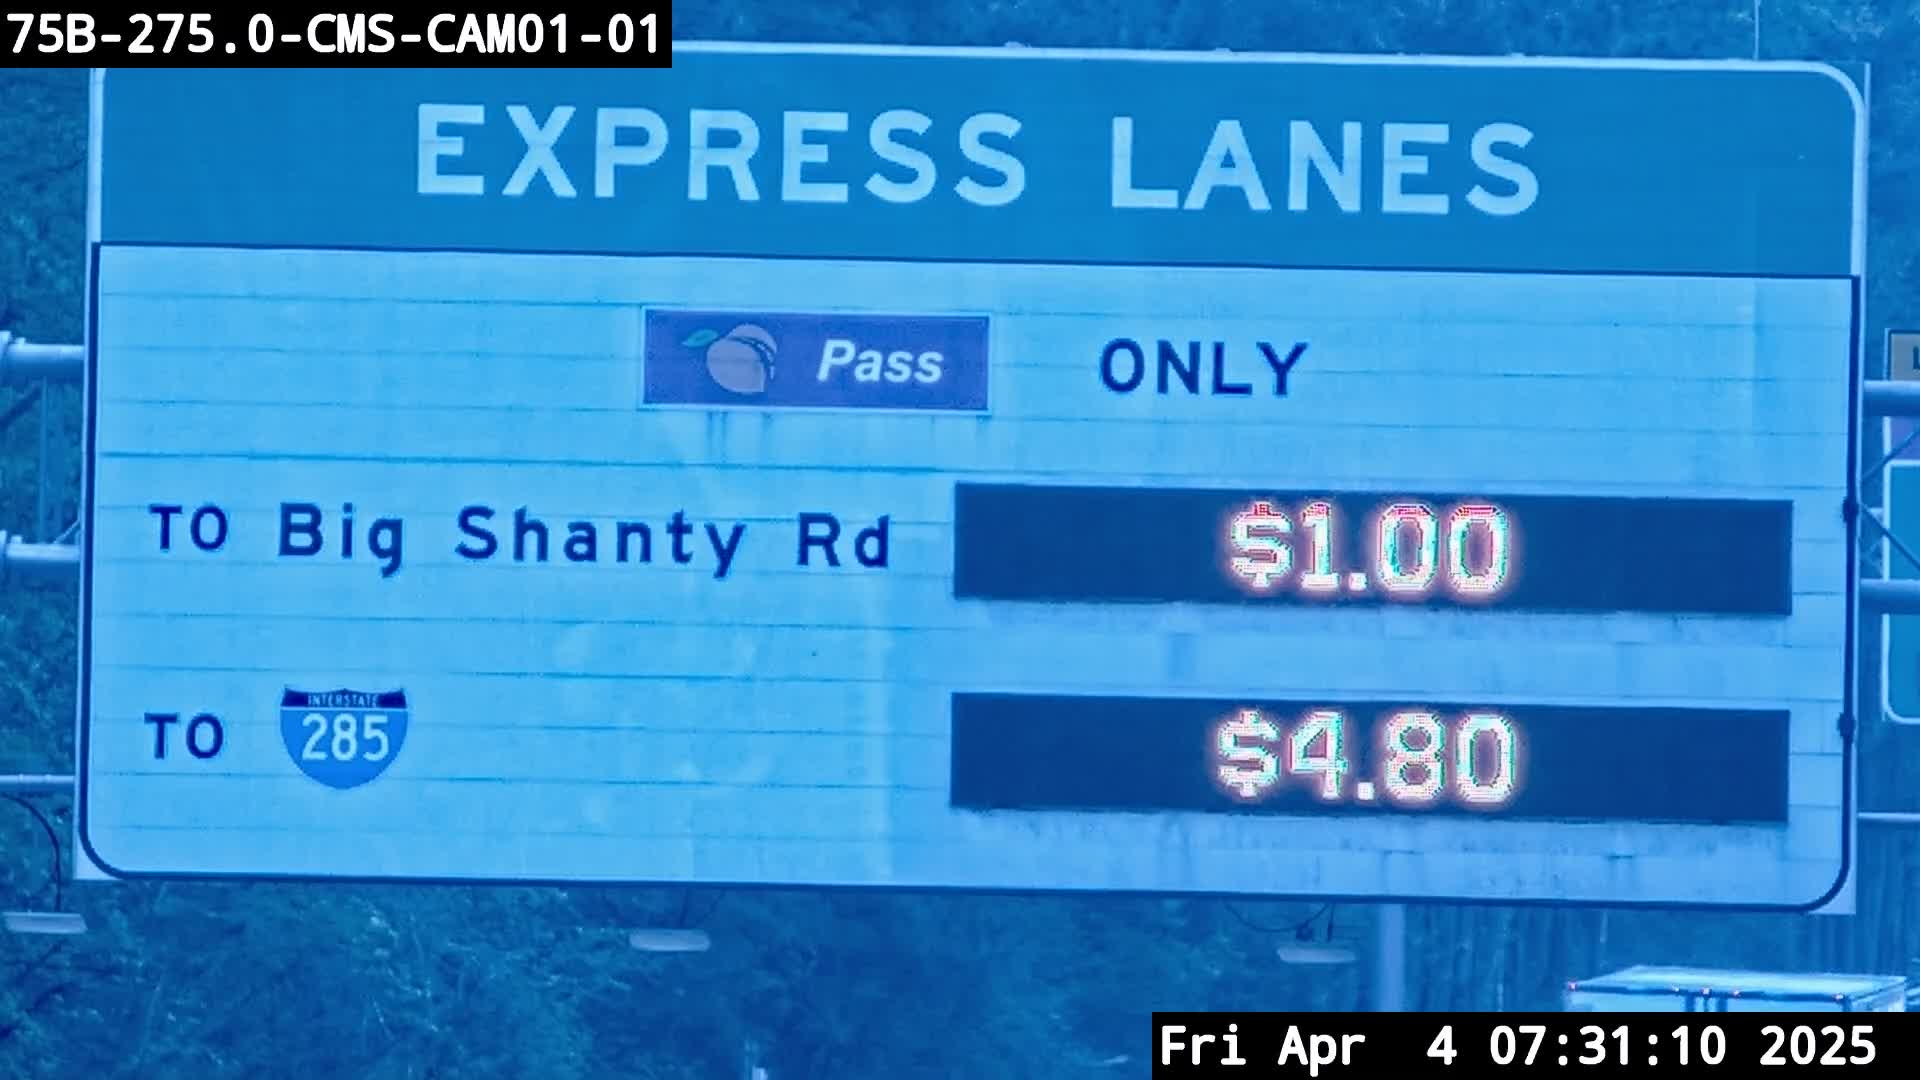 75B-275.0-CMS-CAM01-01
EXPRESS LANES
Pass ONLY
TO Big Shanty Rd $1.00
TO INTERSTATE 285 $4.80
Fri Apr 4 07:31:10 2025